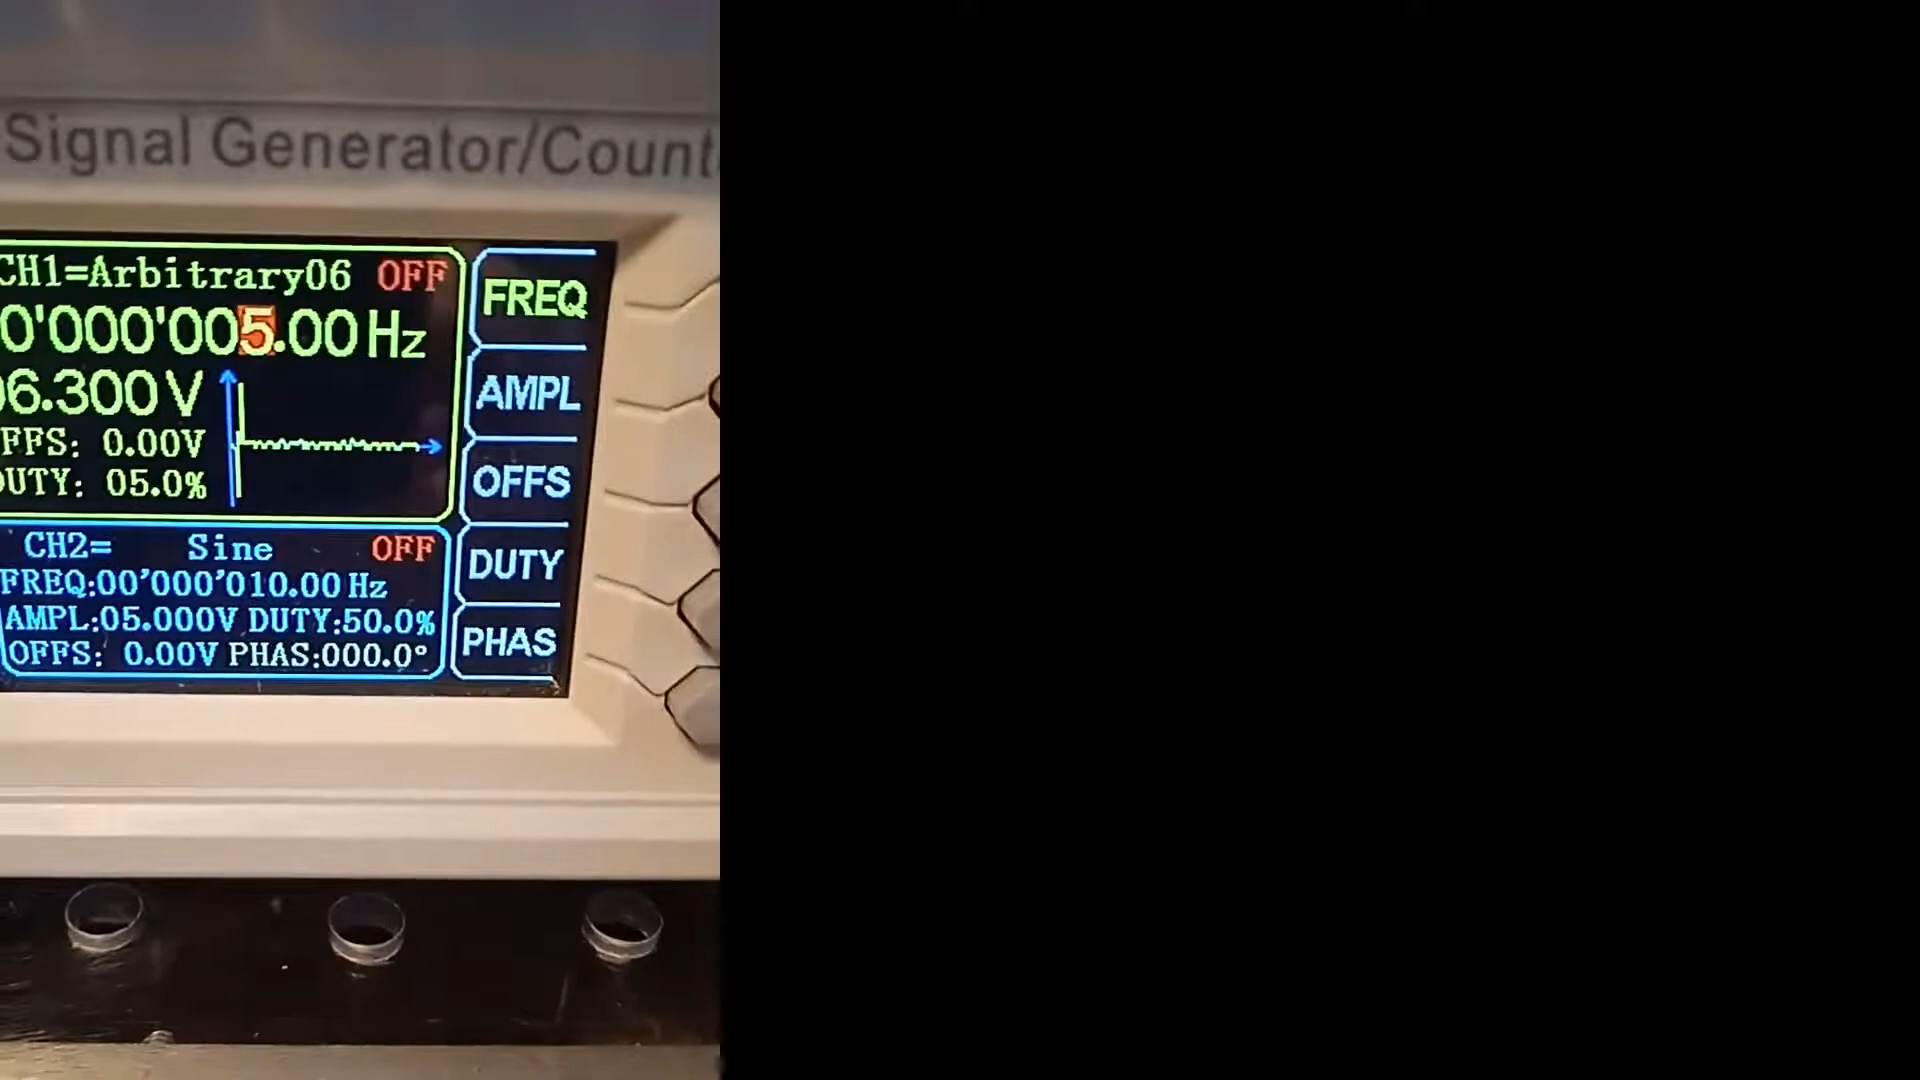 Signal Generator/Count
CH1=Arbitrary06 OFF
0'000'005.00 Hz
06.300 V
FFS: 0.00V
DUTY: 05.0%
CH2= Sine OFF
FREQ:00'000'010.00 Hz
AMPL:05.000V DUTY:50.0%
OFFS: 0.00V PHAS:000.0°
FREQ
AMPL
OFFS
DUTY
PHAS